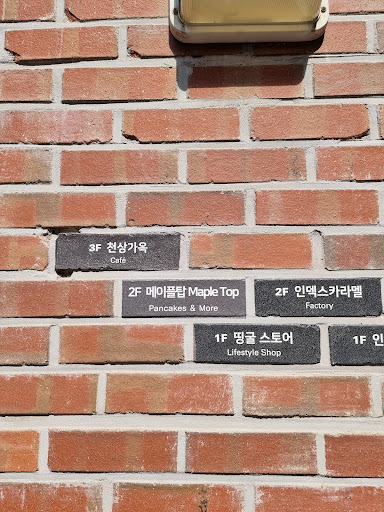 3F 천상가옥
Café
2F 메이플탑 Maple Top
Pancakes & More
2F 인덱스카라멜
Factory
1F 띵굴 스토어
Lifestyle Shop
1F 인